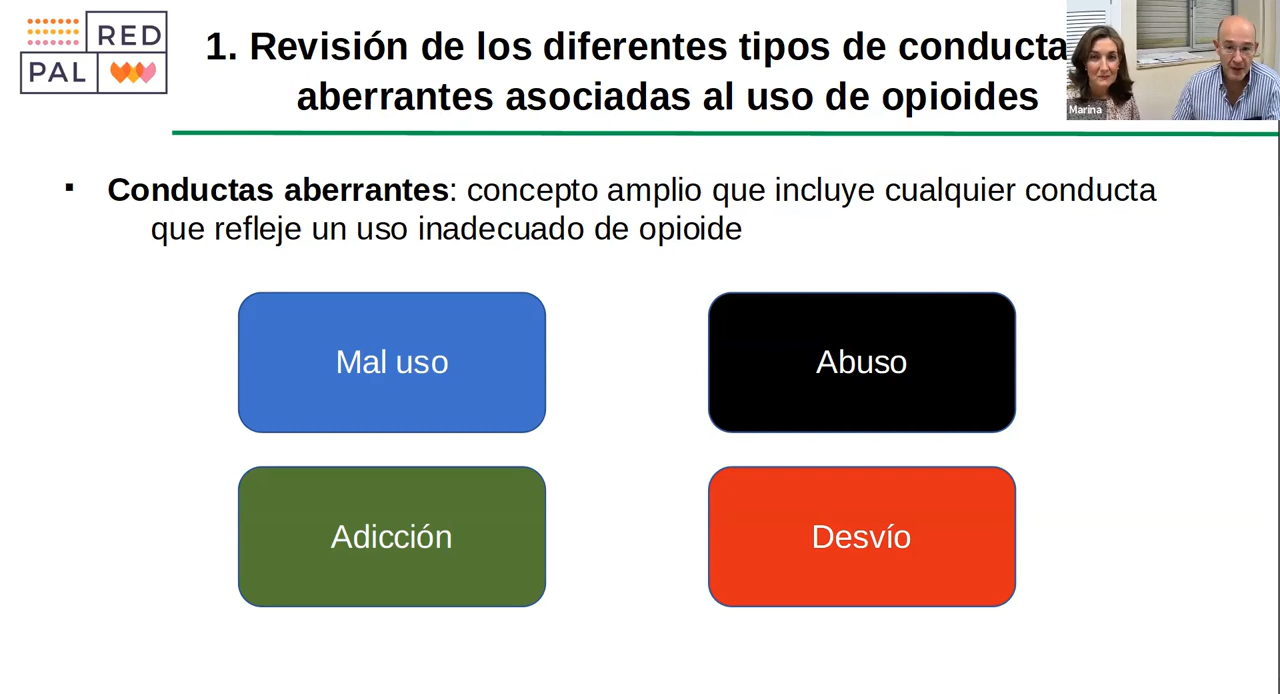 RED
PAL
1. Revisión de los diferentes tipos de conducta
aberrantes asociadas al uso de opioides
Marina
▪ Conductas aberrantes: concepto amplio que incluye cualquier conducta
que refleje un uso inadecuado de opioide
Mal uso
Abuso
Adicción
Desvío